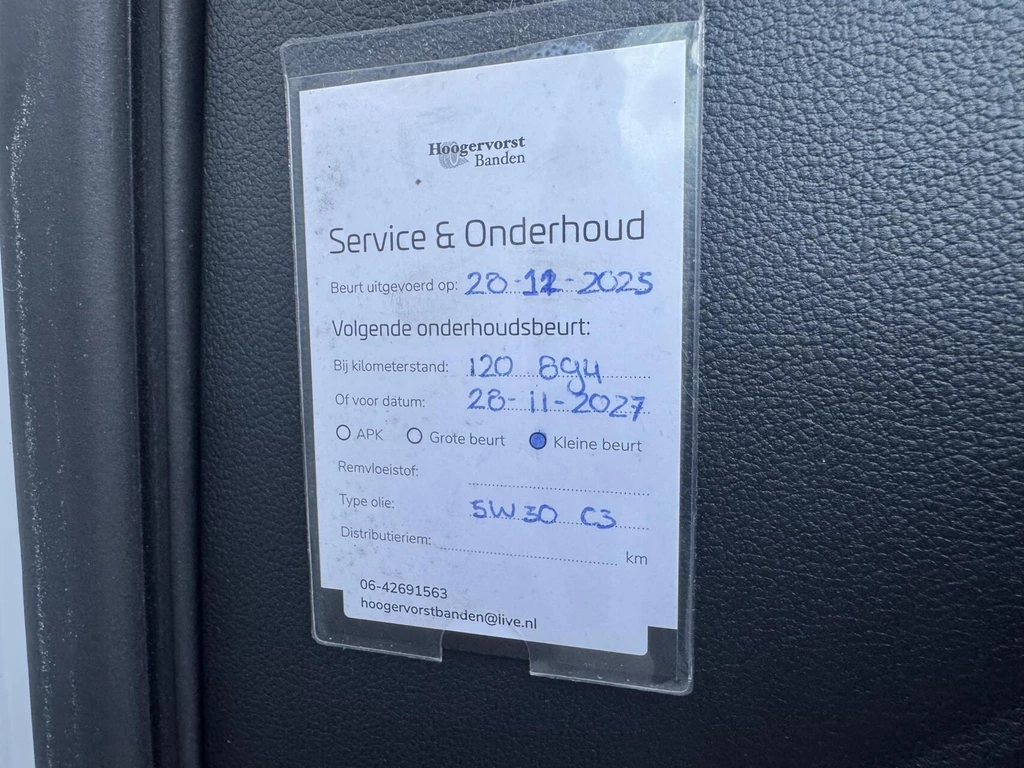 Hoogervorst
Banden
Service & Onderhoud
Beurt uitgevoerd op: 28-12-2025
Volgende onderhoudsbeurt:
Bij kilometerstand: 120 894
Of voor datum: 28-11-2027
APK Grote beurt Kleine beurt
Remvloeistof:
Type olie: 5W30 C3
Distributieriem: km
06-42691563
hoogervorstbanden@live.nl